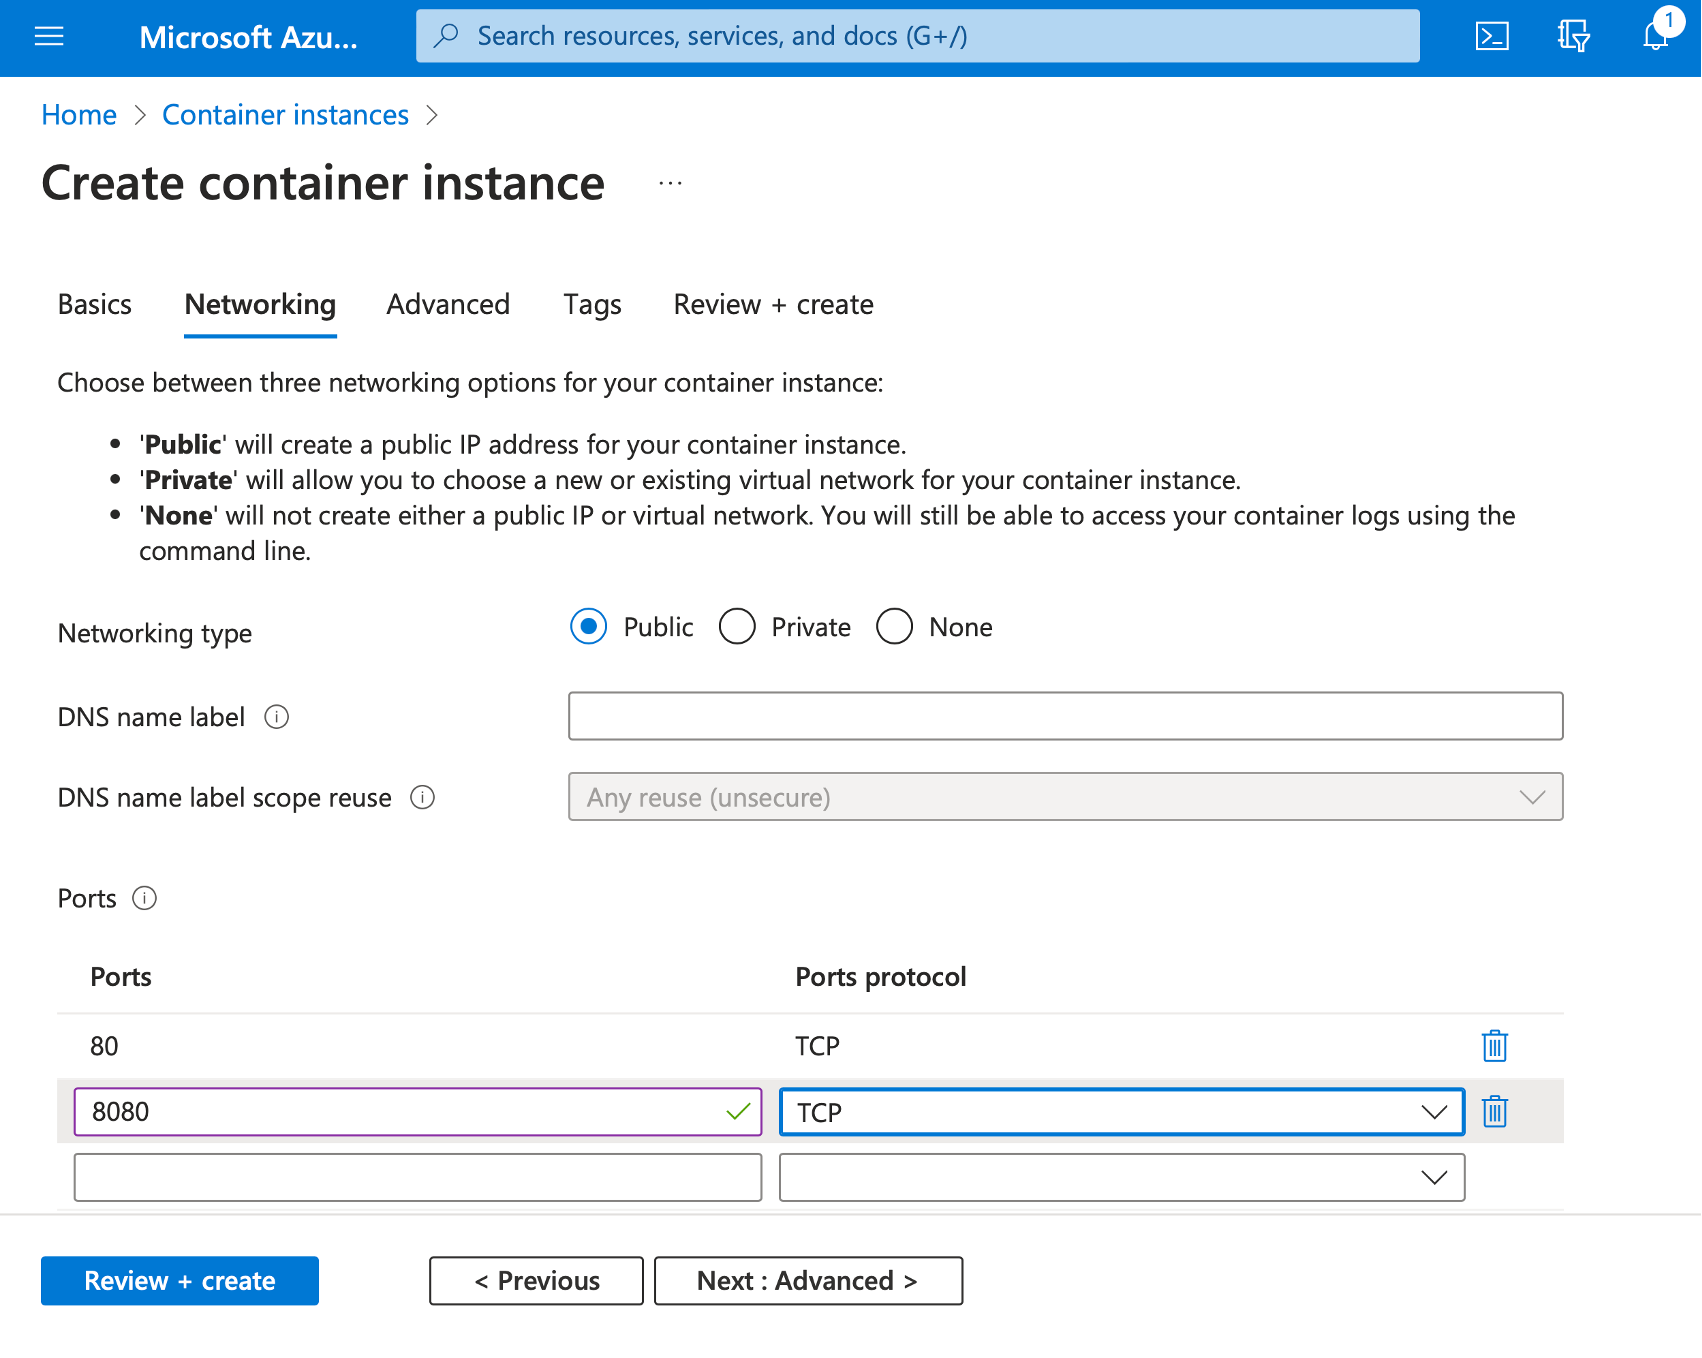 Microsoft Azu...
Search resources, services, and docs (G+/)
1
Home > Container instances >
Create container instance ...
Basics Networking Advanced Tags Review + create
Choose between three networking options for your container instance:
• 'Public' will create a public IP address for your container instance.
• 'Private' will allow you to choose a new or existing virtual network for your container instance.
• 'None' will not create either a public IP or virtual network. You will still be able to access your container logs using the
command line.
Networking type Public Private None
DNS name label
DNS name label scope reuse Any reuse (unsecure)
Ports
Ports Ports protocol
80 TCP
8080 TCP
Review + create < Previous Next : Advanced >